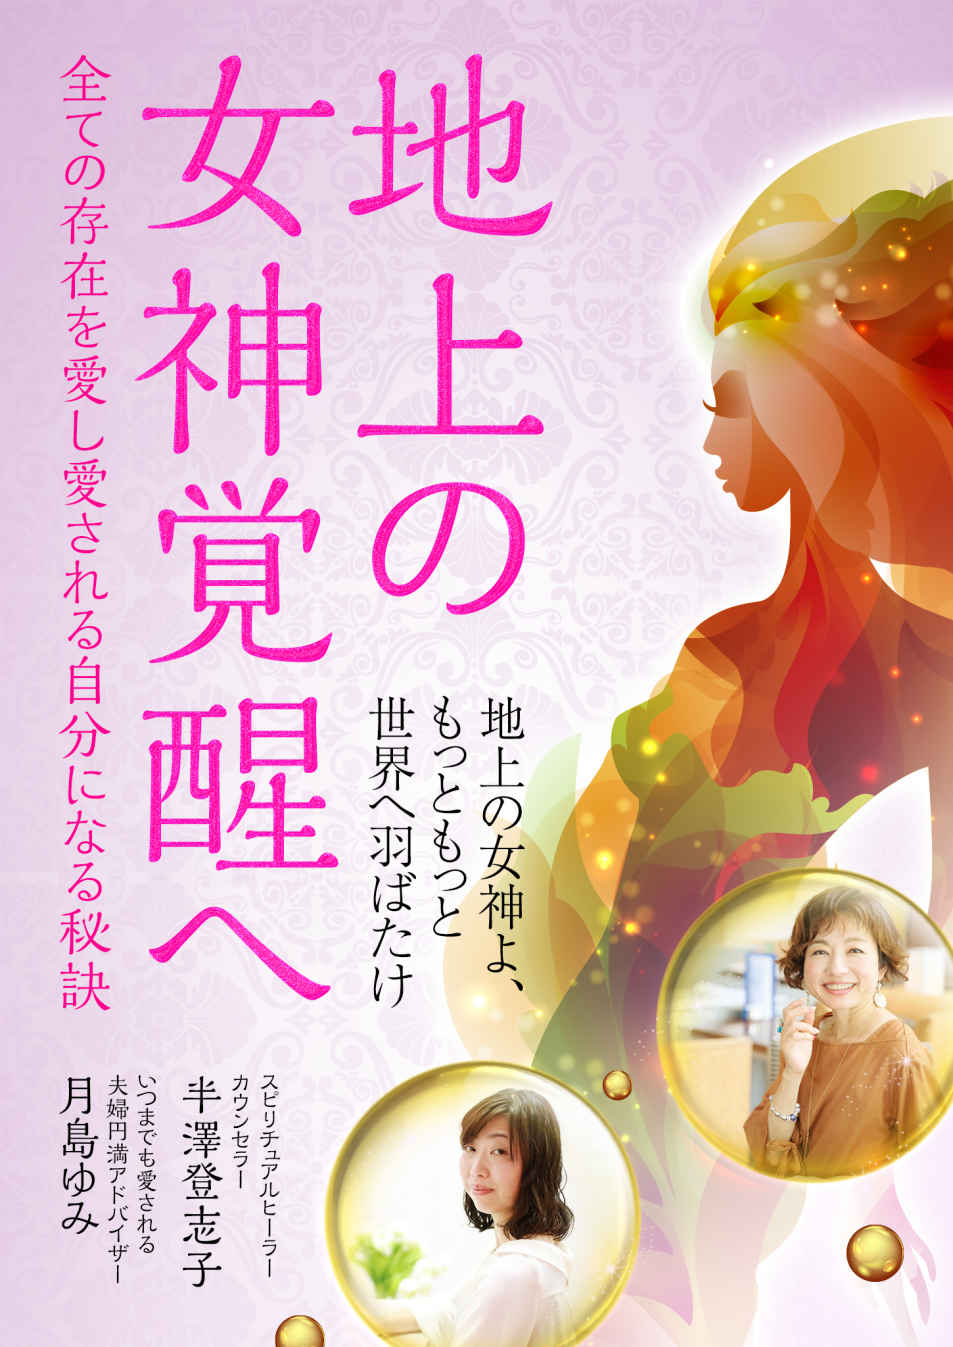 地上の
女神覚醒へ
全ての存在を愛し愛される自分になる秘訣
地上の女神よ、
もっともっと
世界へ羽ばたけ
スピリチュアルヒーラー
カウンセラー
半澤登志子
いつまでも愛される
夫婦円満アドバイザー
月島ゆみ